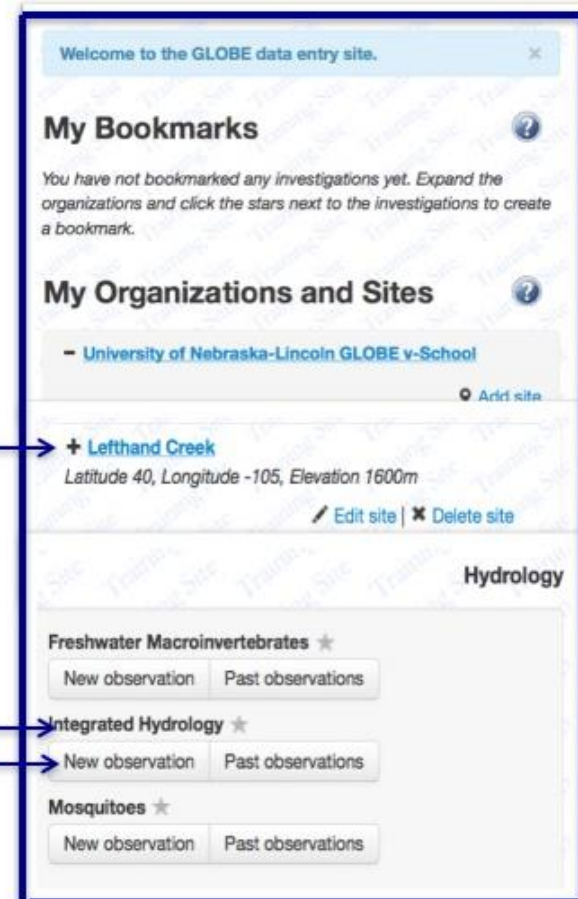 Welcome to the GLOBE data entry site. ×
My Bookmarks ?
You have not bookmarked any investigations yet. Expand the
organizations and click the stars next to the investigations to create
a bookmark.
My Organizations and Sites ?
− University of Nebraska-Lincoln GLOBE v-School
Add site
+ Lefthand Creek
Latitude 40, Longitude -105, Elevation 1600m
Edit site | ✖ Delete site
Hydrology
Freshwater Macroinvertebrates ★
New observation Past observations
Integrated Hydrology ★
New observation Past observations
Mosquitoes ★
New observation Past observations
Training Site